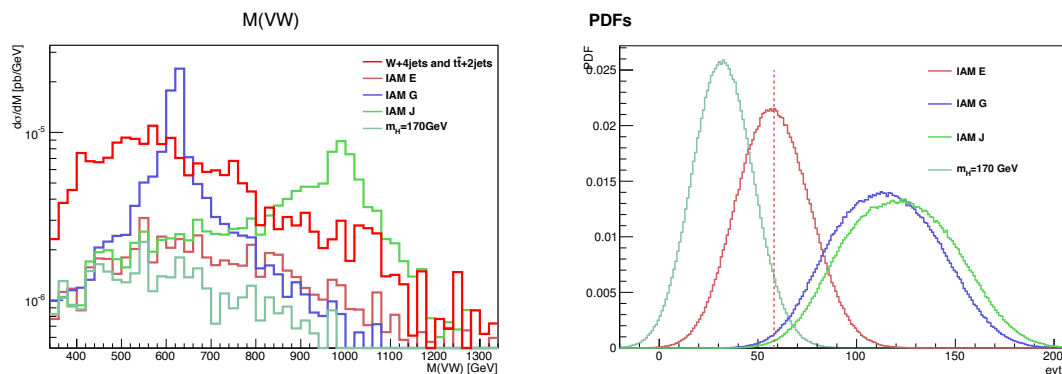 M(VW)
dσ/dM [pb/GeV]
W+4jets and tt̄+2jets
IAM E
IAM G
IAM J
m_H=170GeV
10⁻⁵
10⁻⁶
400 500 600 700 800 900 1000 1100 1200 1300
M(VW) [GeV]
PDFs
PDF
0.025
0.02
0.015
0.01
0.005
0
IAM E
IAM G
IAM J
m_H=170 GeV
0 50 100 150 200
evt